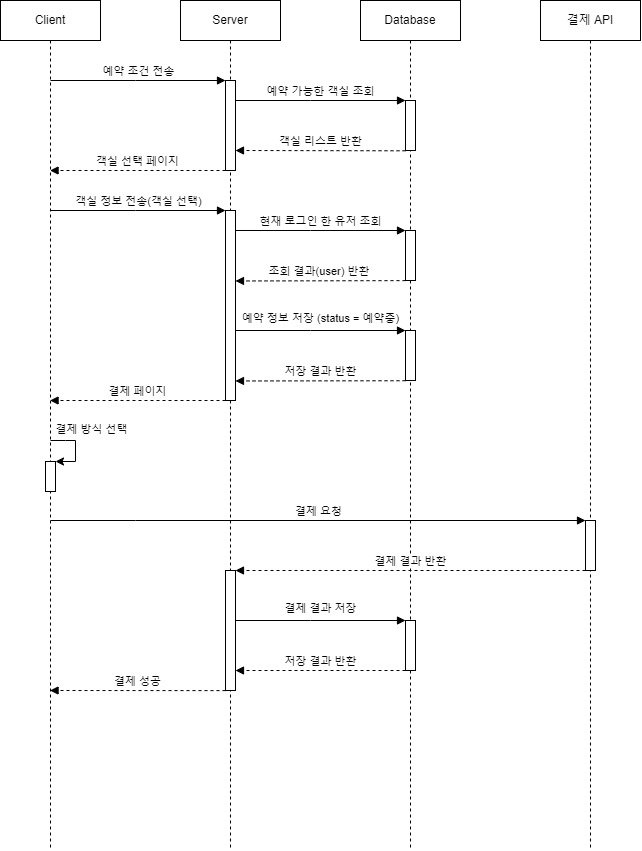 Client
Server
Database
결제 API
예약 조건 전송
예약 가능한 객실 조회
객실 리스트 반환
객실 선택 페이지
객실 정보 전송(객실 선택)
현재 로그인 한 유저 조회
조회 결과(user) 반환
예약 정보 저장 (status = 예약중)
저장 결과 반환
결제 페이지
결제 방식 선택
결제 요청
결제 결과 반환
결제 결과 저장
저장 결과 반환
결제 성공